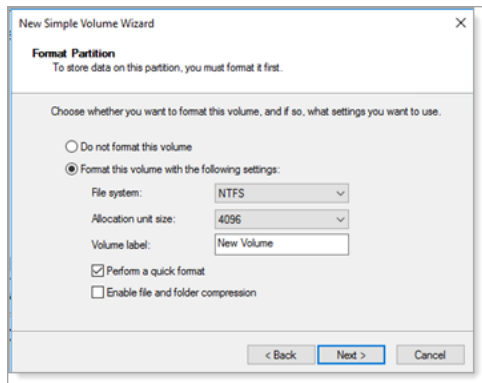 New Simple Volume Wizard
Format Partition
To store data on this partition, you must format it first.
Choose whether you want to format this volume, and if so, what settings you want to use.
Do not format this volume
Format this volume with the following settings:
File system: NTFS
Allocation unit size: 4096
Volume label: New Volume
Perform a quick format
Enable file and folder compression
< Back Next > Cancel